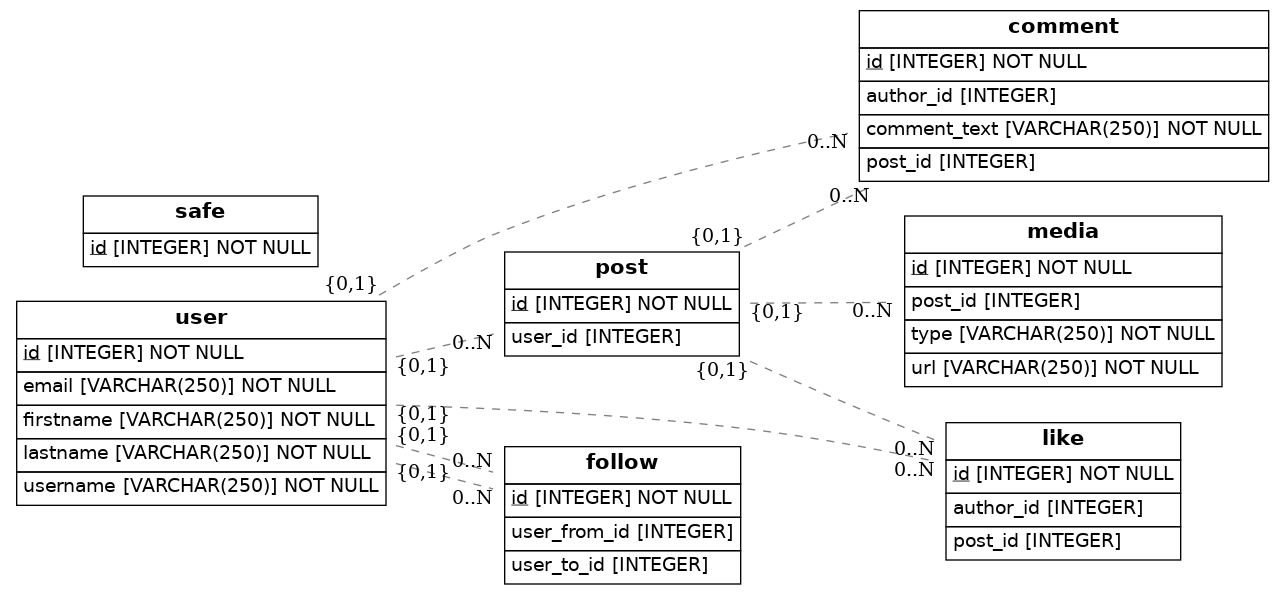 comment
id [INTEGER] NOT NULL
author_id [INTEGER]
comment_text [VARCHAR(250)] NOT NULL
post_id [INTEGER]
0..N
{0,1}
0..N
{0,1}
safe
id [INTEGER] NOT NULL
media
id [INTEGER] NOT NULL
post_id [INTEGER]
type [VARCHAR(250)] NOT NULL
url [VARCHAR(250)] NOT NULL
post
id [INTEGER] NOT NULL
user_id [INTEGER]
{0,1}
0..N
user
id [INTEGER] NOT NULL
email [VARCHAR(250)] NOT NULL
firstname [VARCHAR(250)] NOT NULL
lastname [VARCHAR(250)] NOT NULL
username [VARCHAR(250)] NOT NULL
0..N
{0,1}
{0,1}
{0,1}
{0,1}
0..N
{0,1}
0..N
0..N
0..N
follow
id [INTEGER] NOT NULL
user_from_id [INTEGER]
user_to_id [INTEGER]
like
id [INTEGER] NOT NULL
author_id [INTEGER]
post_id [INTEGER]